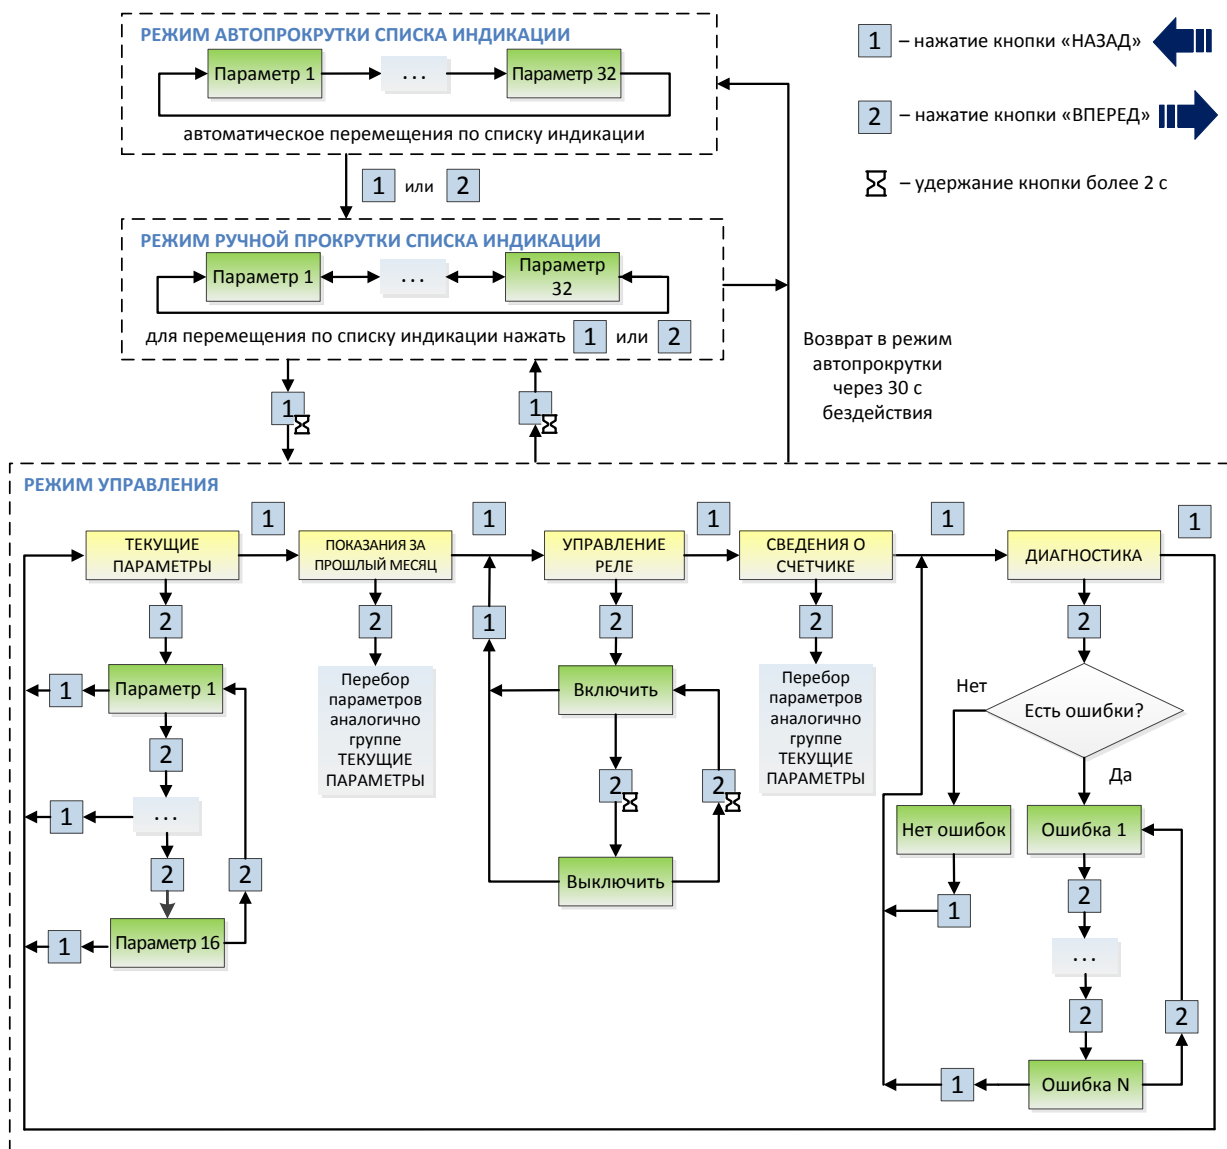 РЕЖИМ АВТОПРОКРУТКИ СПИСКА ИНДИКАЦИИ
Параметр 1
...
Параметр 32
автоматическое перемещения по списку индикации
1 – нажатие кнопки «НАЗАД»
2 – нажатие кнопки «ВПЕРЕД»
– удержание кнопки более 2 с
1 или 2
РЕЖИМ РУЧНОЙ ПРОКРУТКИ СПИСКА ИНДИКАЦИИ
Параметр 1
...
Параметр
32
для перемещения по списку индикации нажать 1 или 2
Возврат в режим
автопрокрутки
через 30 с
бездействия
1
1
РЕЖИМ УПРАВЛЕНИЯ
1
1
1
1
1
ТЕКУЩИЕ
ПАРАМЕТРЫ
ПОКАЗАНИЯ ЗА
ПРОШЛЫЙ МЕСЯЦ
УПРАВЛЕНИЕ
РЕЛЕ
СВЕДЕНИЯ О
СЧЕТЧИКЕ
ДИАГНОСТИКА
2
Параметр 1
1
2
...
1
2
2
Параметр 16
1
2
Перебор
параметров
аналогично
группе
ТЕКУЩИЕ
ПАРАМЕТРЫ
1
2
Включить
2
2
Выключить
2
Перебор
параметров
аналогично
группе
ТЕКУЩИЕ
ПАРАМЕТРЫ
2
Есть ошибки?
Нет
Да
Нет ошибок
1
Ошибка 1
2
...
2
2
Ошибка N
1